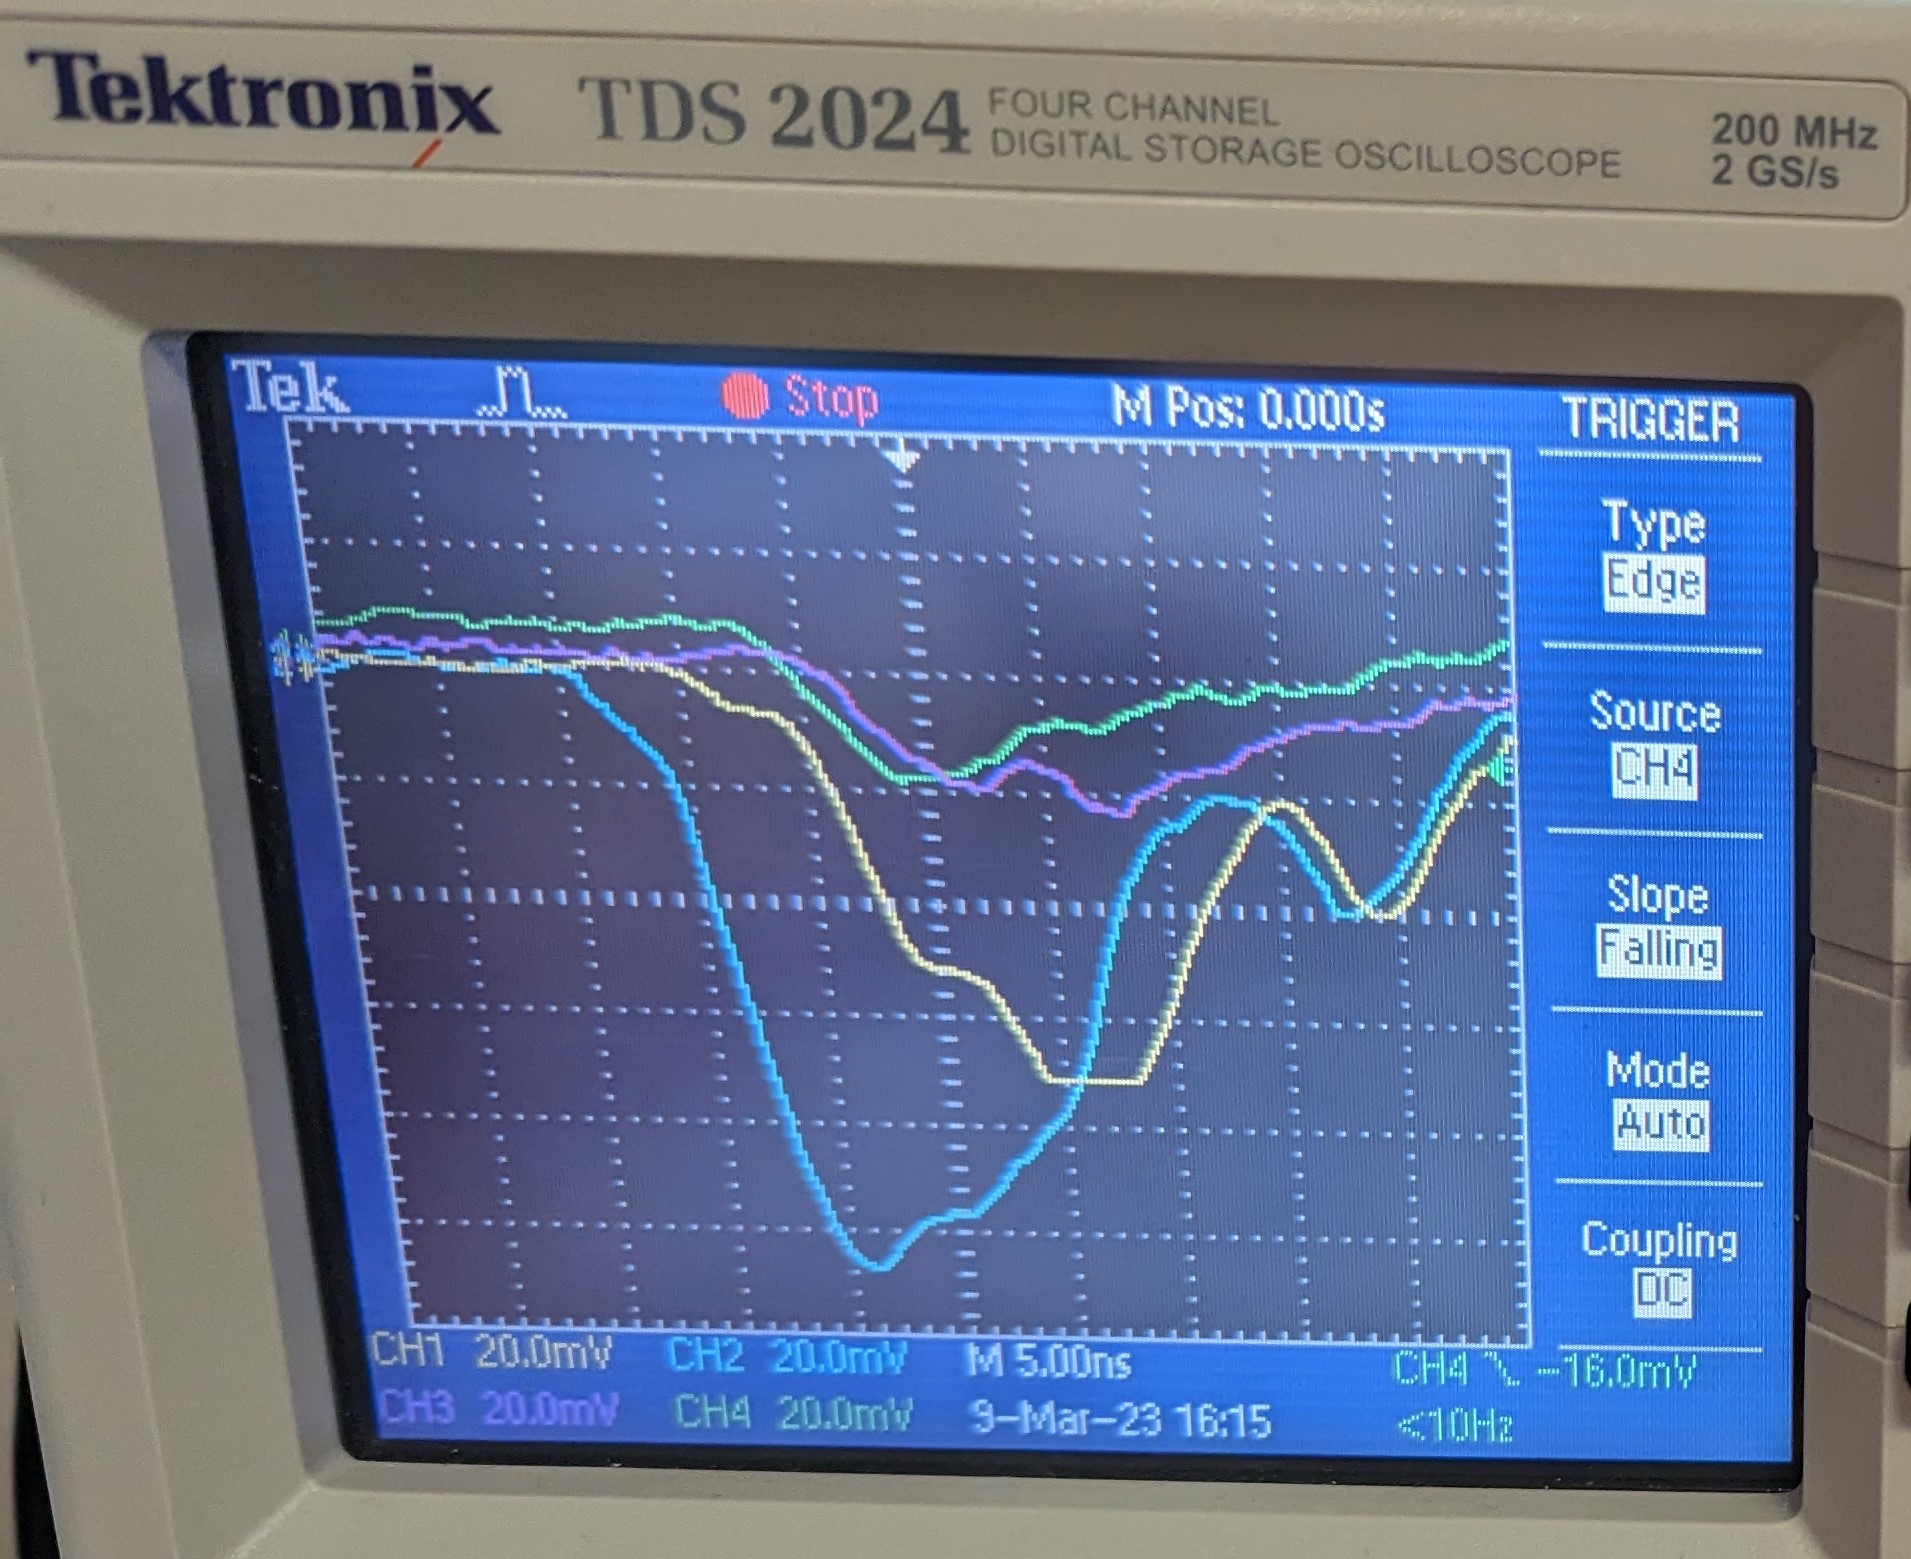 Tektronix TDS 2024 FOUR CHANNEL
DIGITAL STORAGE OSCILLOSCOPE
200 MHz
2 GS/s
Tek Stop M Pos: 0.000s TRIGGER
Type
Edge
Source
CH4
Slope
Falling
Mode
Auto
Coupling
DC
CH1 20.0mV CH2 20.0mV M 5.00ns CH4 -16.0mV
CH3 20.0mV CH4 20.0mV 9-Mar-23 16:15 <10Hz